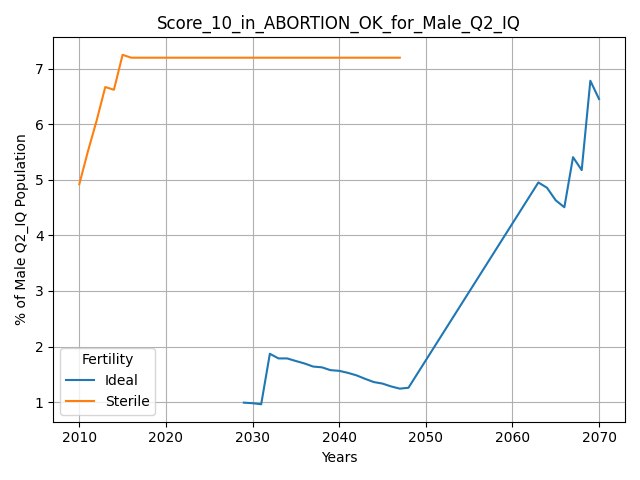 Score_10_in_ABORTION_OK_for_Male_Q2_IQ
% of Male Q2_IQ Population
7
6
5
4
3
2
1
Fertility
Ideal
Sterile
2010 2020 2030 2040 2050 2060 2070
Years